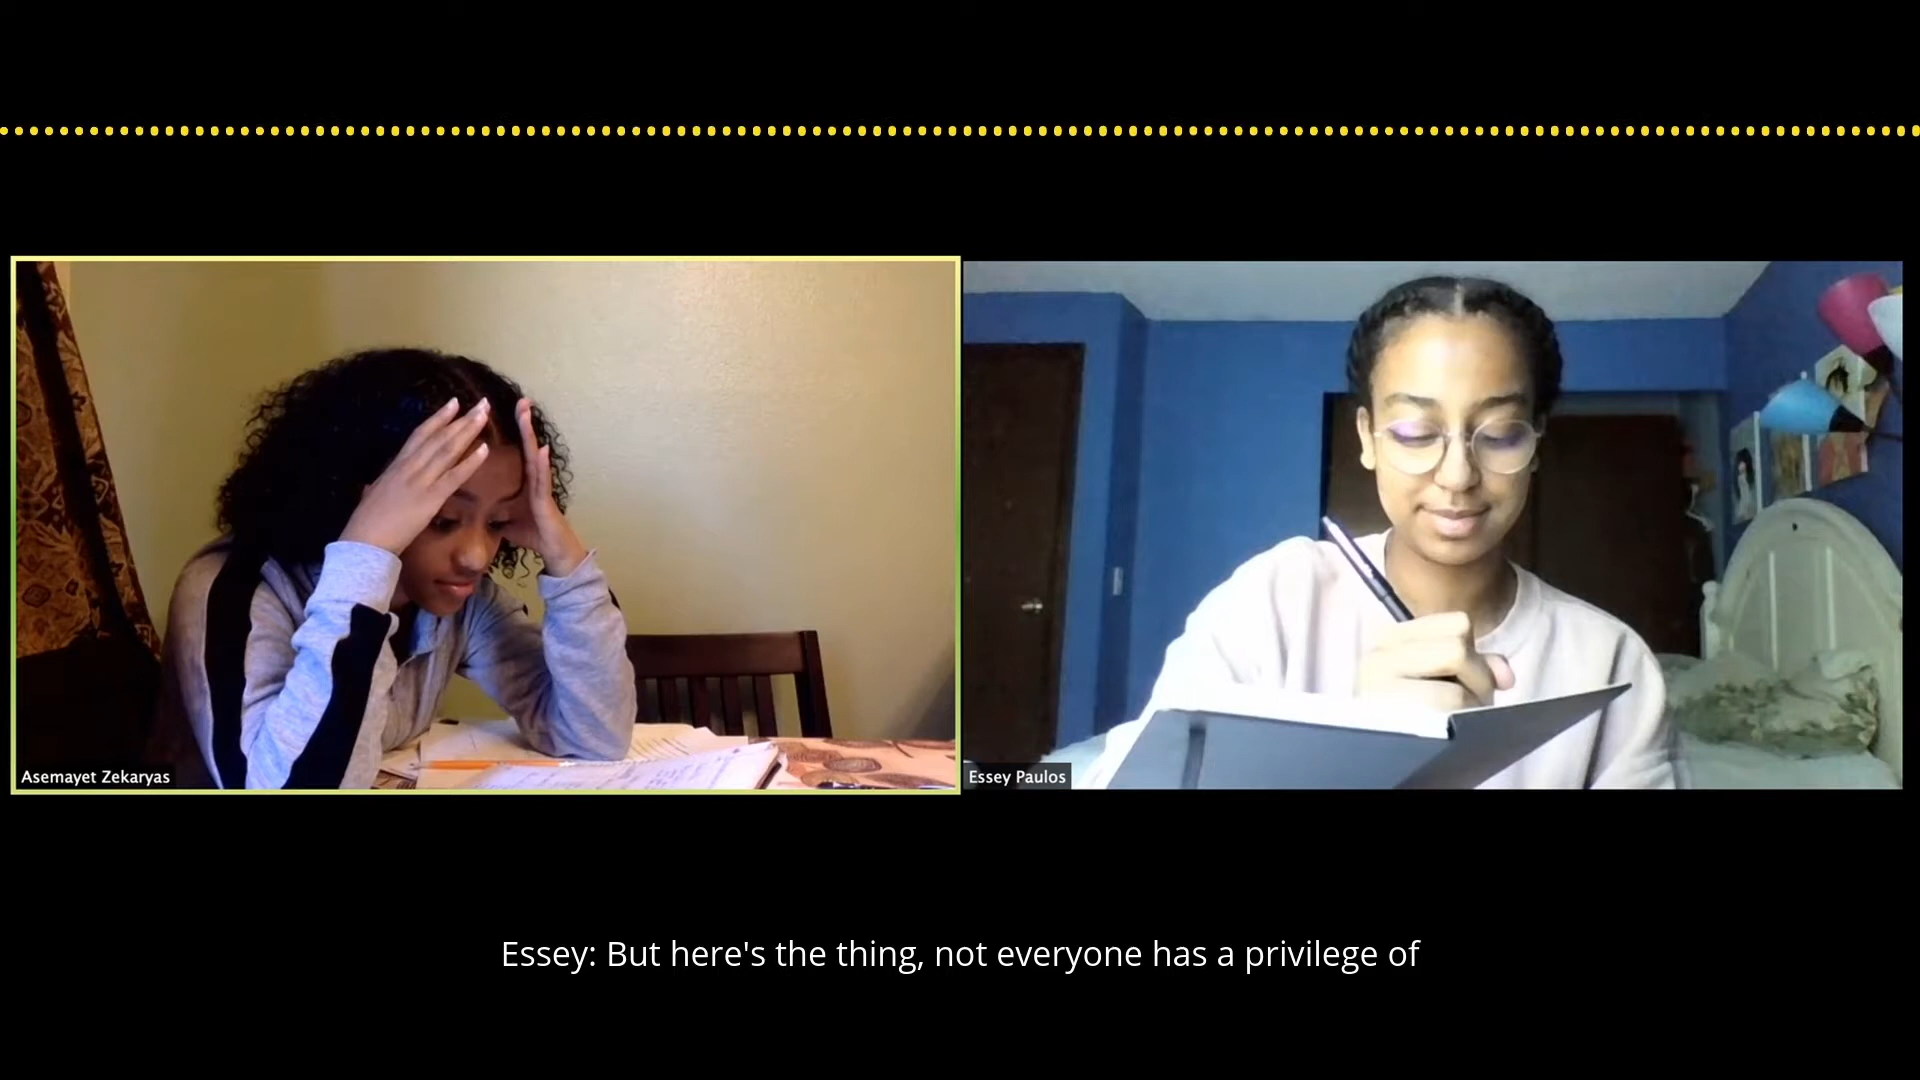 Asemayet Zekaryas
Essey Paulos
Essey: But here's the thing, not everyone has a privilege of